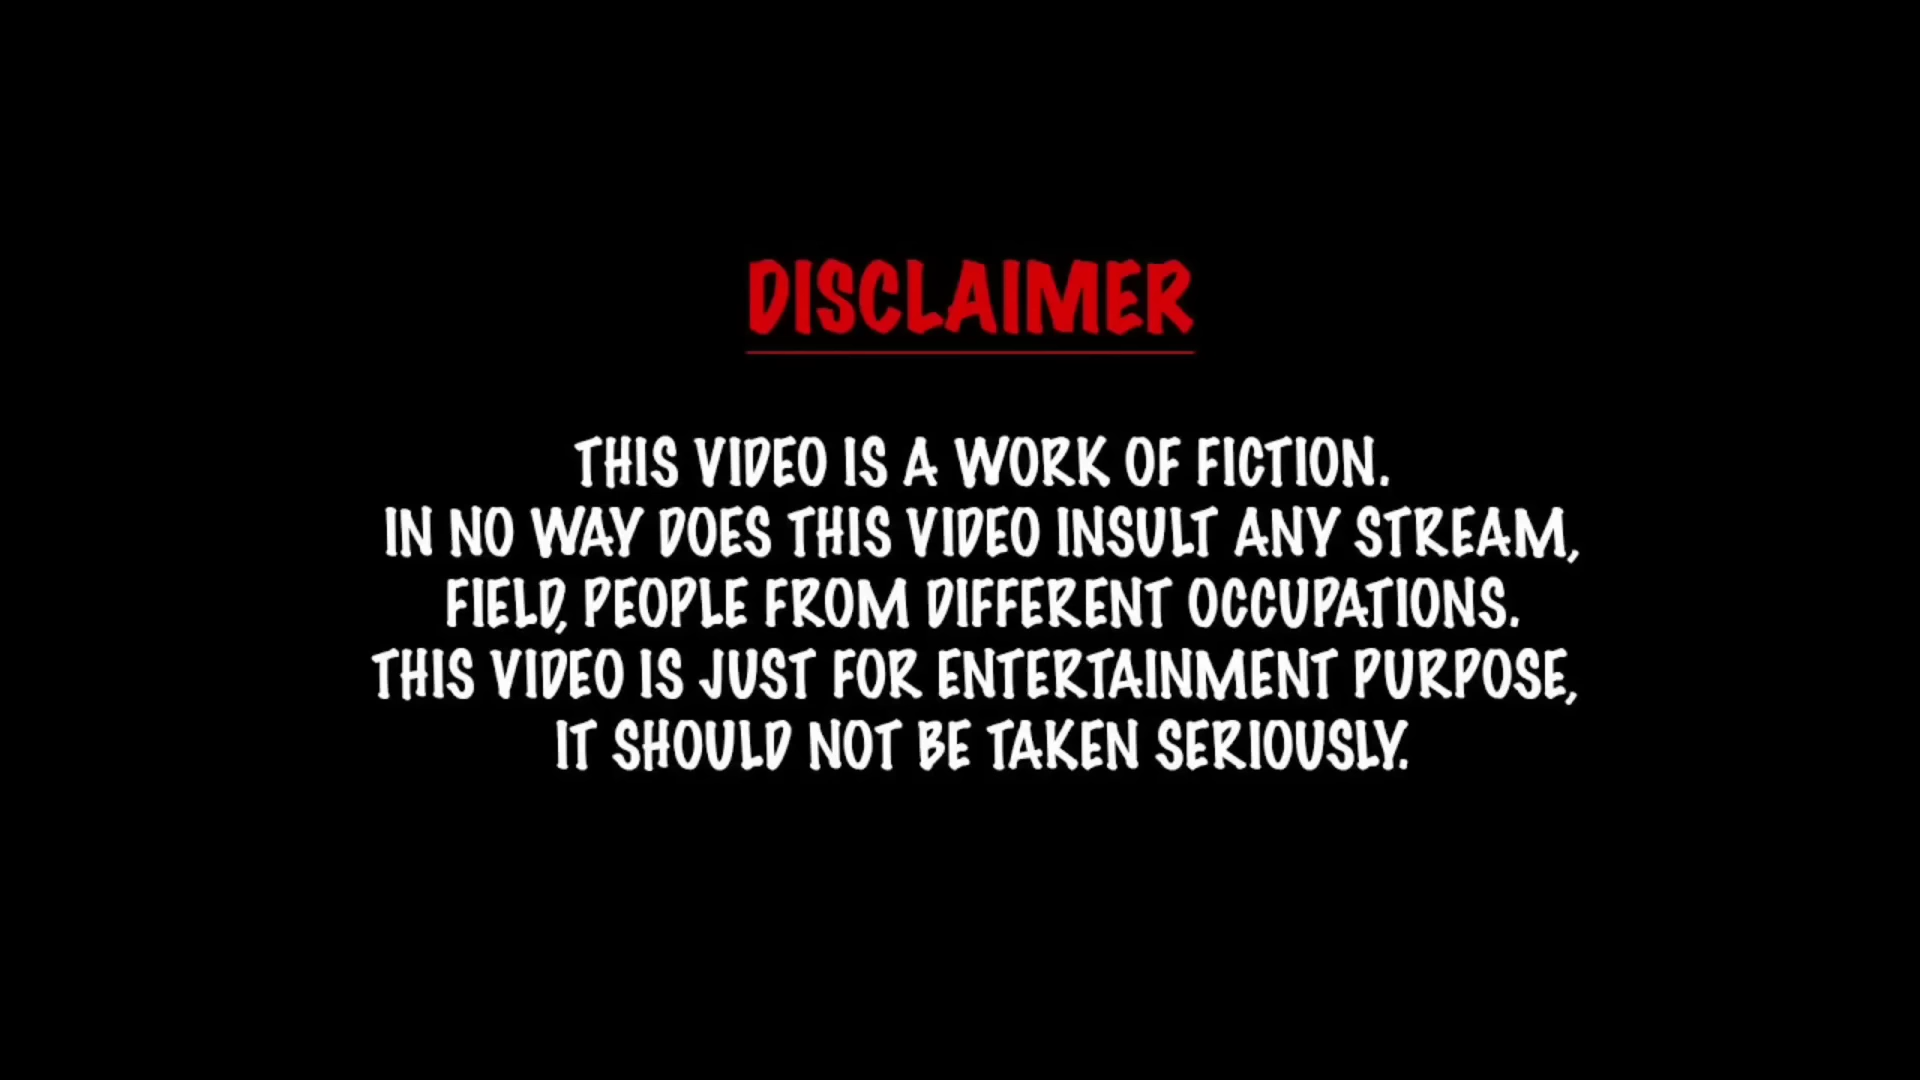 DISCLAIMER
THIS VIDEO IS A WORK OF FICTION.
IN NO WAY DOES THIS VIDEO INSULT ANY STREAM,
FIELD, PEOPLE FROM DIFFERENT OCCUPATIONS.
THIS VIDEO IS JUST FOR ENTERTAINMENT PURPOSE,
IT SHOULD NOT BE TAKEN SERIOUSLY.